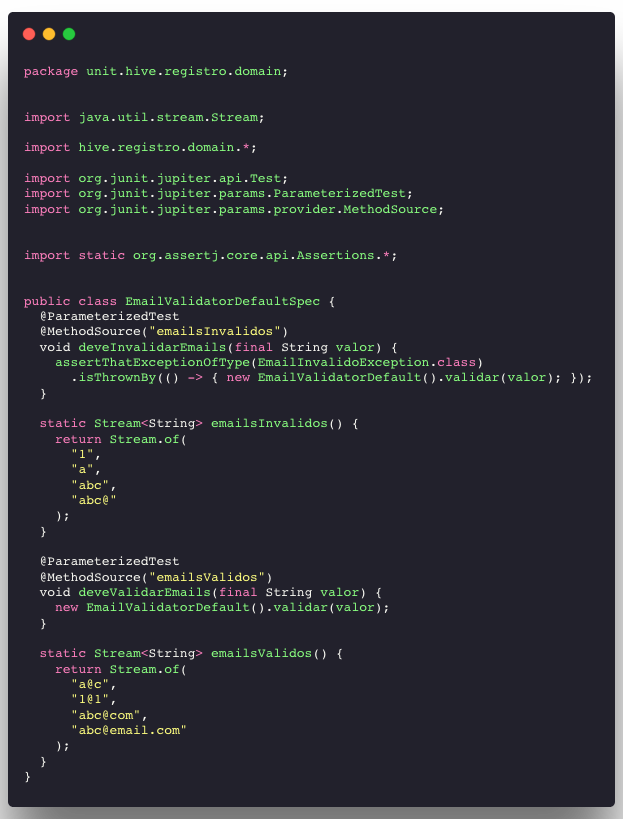 package unit.hive.registro.domain;
import java.util.stream.Stream;
import hive.registro.domain.*;
import org.junit.jupiter.api.Test;
import org.junit.jupiter.params.ParameterizedTest;
import org.junit.jupiter.params.provider.MethodSource;
import static org.assertj.core.api.Assertions.*;
public class EmailValidatorDefaultSpec {
  @ParameterizedTest
  @MethodSource("emailsInvalidos")
  void deveInvalidarEmails(final String valor) {
    assertThatExceptionOfType(EmailInvalidoException.class)
      .isThrownBy(() -> { new EmailValidatorDefault().validar(valor); });
  }
  static Stream<String> emailsInvalidos() {
    return Stream.of(
      "1",
      "a",
      "abc",
      "abc@"
    );
  }
  @ParameterizedTest
  @MethodSource("emailsValidos")
  void deveValidarEmails(final String valor) {
    new EmailValidatorDefault().validar(valor);
  }
  static Stream<String> emailsValidos() {
    return Stream.of(
      "a@c",
      "1@1",
      "abc@com",
      "abc@email.com"
    );
  }
}